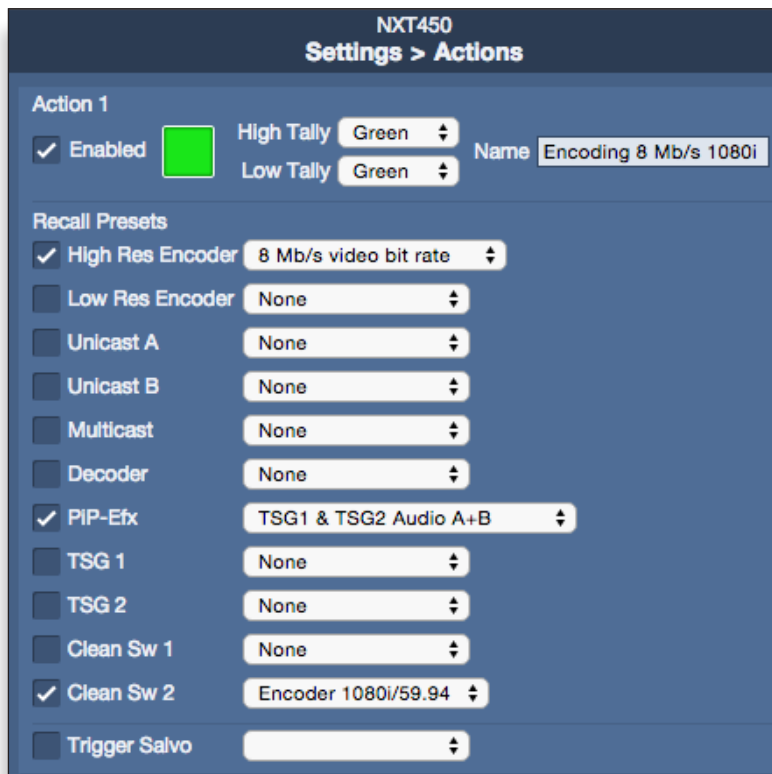 NXT450
Settings > Actions
Action 1
Enabled
High Tally Green
Low Tally Green
Name Encoding 8 Mb/s 1080i
Recall Presets
High Res Encoder 8 Mb/s video bit rate
Low Res Encoder None
Unicast A None
Unicast B None
Multicast None
Decoder None
PIP-Efx TSG1 & TSG2 Audio A+B
TSG 1 None
TSG 2 None
Clean Sw 1 None
Clean Sw 2 Encoder 1080i/59.94
Trigger Salvo